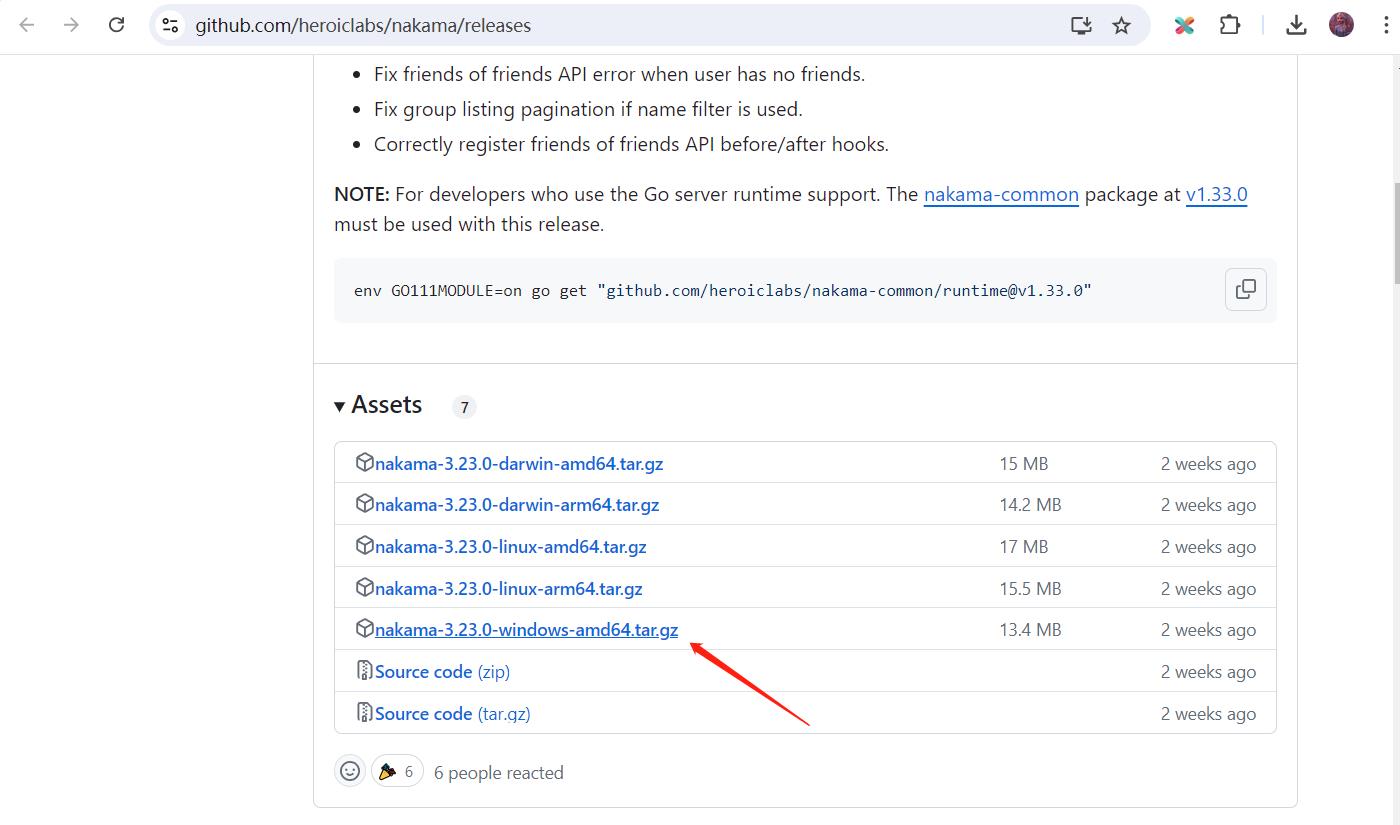 github.com/heroiclabs/nakama/releases
Fix friends of friends API error when user has no friends.
Fix group listing pagination if name filter is used.
Correctly register friends of friends API before/after hooks.
NOTE: For developers who use the Go server runtime support. The nakama-common package at v1.33.0
must be used with this release.
env GO111MODULE=on go get "github.com/heroiclabs/nakama-common/runtime@v1.33.0"
Assets 7
nakama-3.23.0-darwin-amd64.tar.gz 15 MB 2 weeks ago
nakama-3.23.0-darwin-arm64.tar.gz 14.2 MB 2 weeks ago
nakama-3.23.0-linux-amd64.tar.gz 17 MB 2 weeks ago
nakama-3.23.0-linux-arm64.tar.gz 15.5 MB 2 weeks ago
nakama-3.23.0-windows-amd64.tar.gz 13.4 MB 2 weeks ago
Source code (zip) 2 weeks ago
Source code (tar.gz) 2 weeks ago
6 6 people reacted